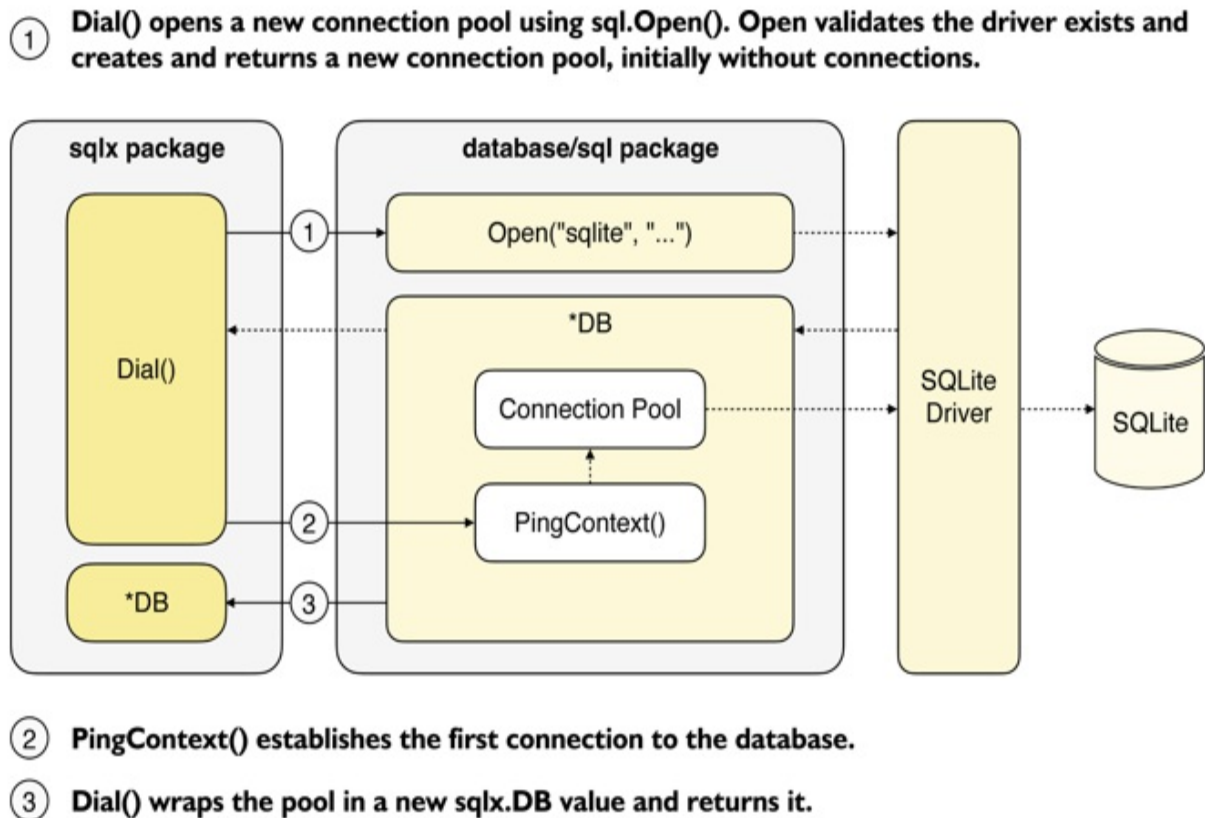 1
Dial() opens a new connection pool using sql.Open(). Open validates the driver exists and
creates and returns a new connection pool, initially without connections.
sqlx package
database/sql package
1
Open("sqlite", "...")
*DB
Dial()
Connection Pool
SQLite
Driver
SQLite
2
PingContext()
*DB
3
2
PingContext() establishes the first connection to the database.
3
Dial() wraps the pool in a new sqlx.DB value and returns it.